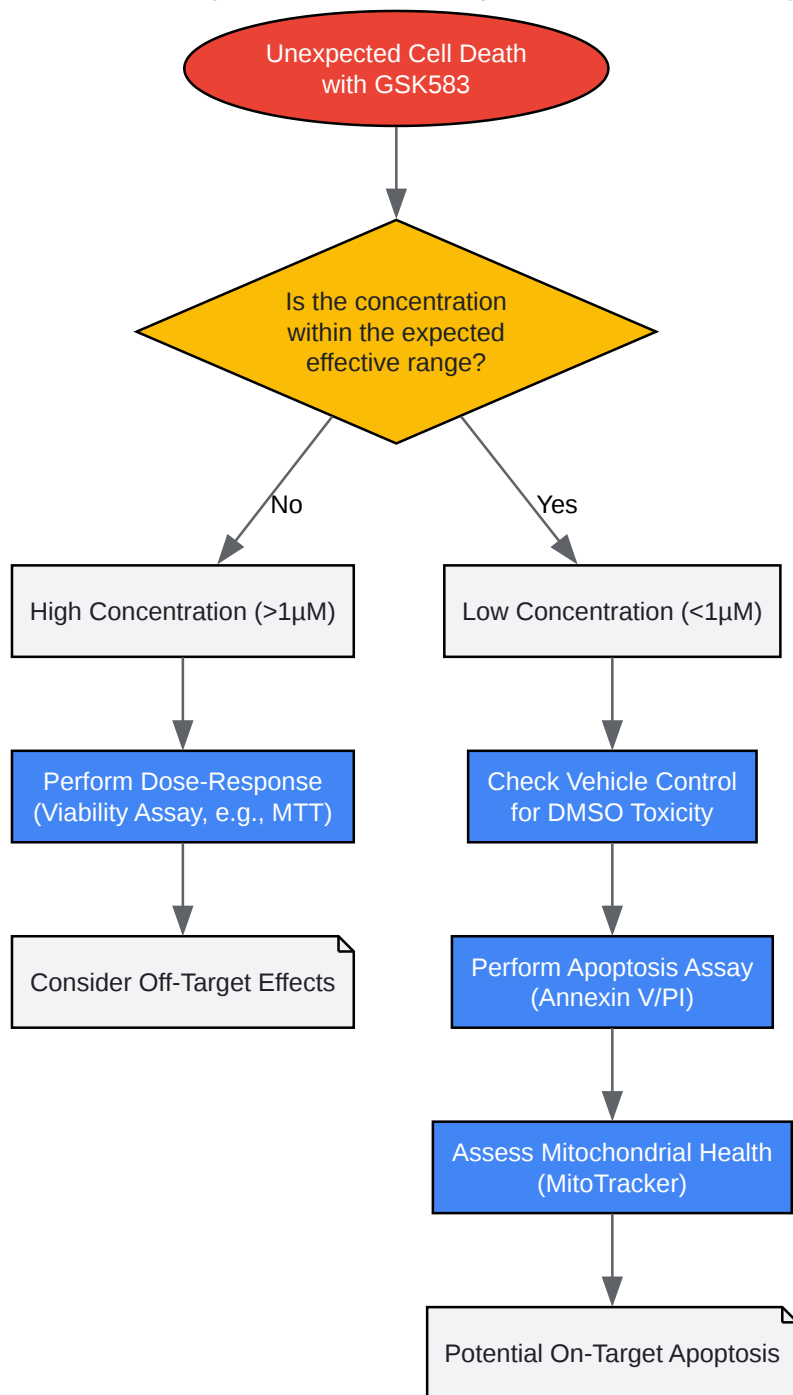 Unexpected Cell Death
with GSK583
Is the concentration
within the expected
effective range?
No
Yes
High Concentration (>1µM)
Low Concentration (<1µM)
Perform Dose-Response
(Viability Assay, e.g., MTT)
Check Vehicle Control
for DMSO Toxicity
Consider Off-Target Effects
Perform Apoptosis Assay
(Annexin V/PI)
Assess Mitochondrial Health
(MitoTracker)
Potential On-Target Apoptosis